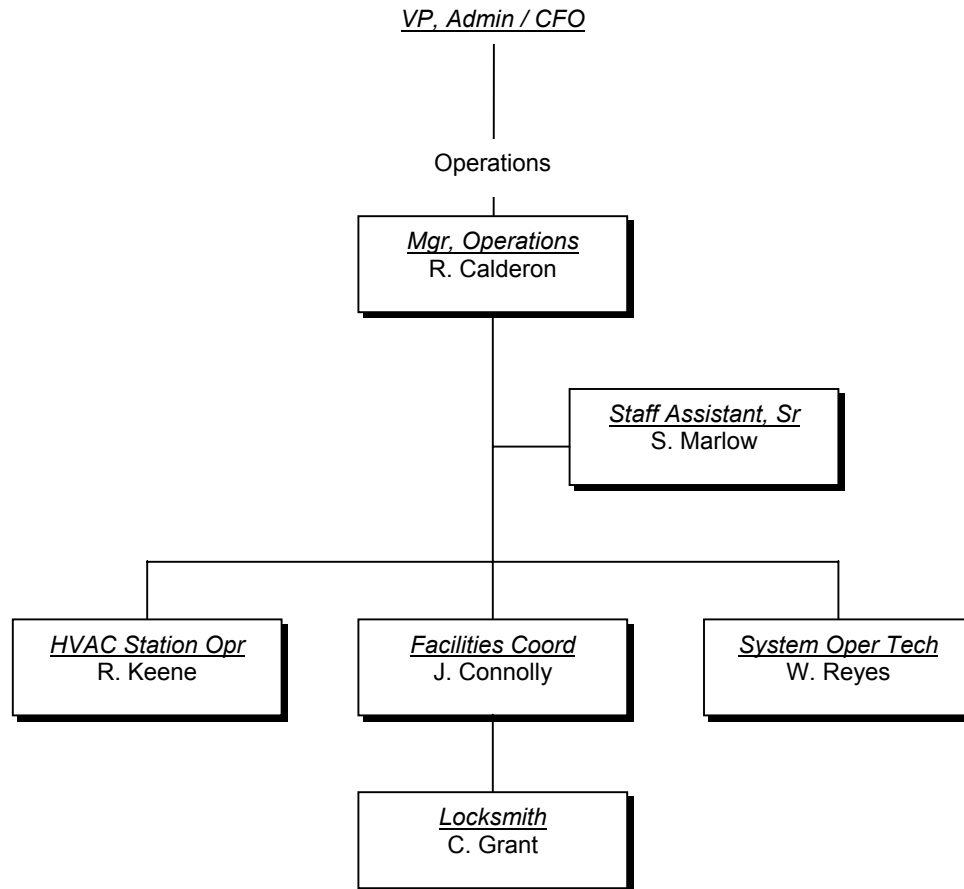 VP, Admin / CFO
Operations
Mgr, Operations
R. Calderon
Staff Assistant, Sr
S. Marlow
HVAC Station Opr
R. Keene
Facilities Coord
J. Connolly
System Oper Tech
W. Reyes
Locksmith
C. Grant